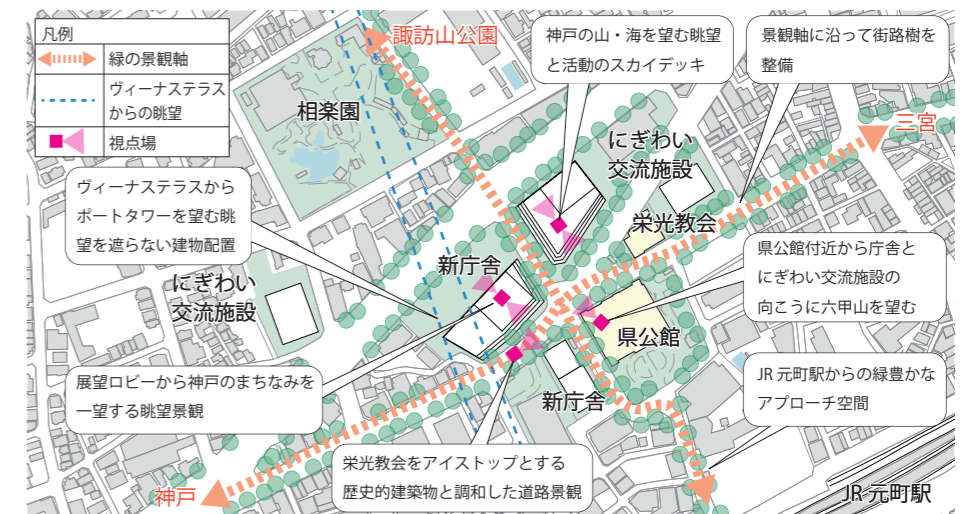 凡例
緑の景観軸
ヴィーナステラス
からの眺望
視点場
諏訪山公園
神戸の山・海を望む眺望
と活動のスカイデッキ
景観軸に沿って街路樹を
整備
相楽園
三宮
にぎわい
交流施設
ヴィーナステラスから
ポートタワーを望む眺
望を遮らない建物配置
栄光教会
新庁舎
県公館付近から庁舎と
にぎわい交流施設の
向こうに六甲山を望む
にぎわい
交流施設
県公館
展望ロビーから神戸のまちなみを
一望する眺望景観
新庁舎
JR 元町駅からの緑豊かな
アプローチ空間
栄光教会をアイストップとする
歴史的建築物と調和した道路景観
神戸
JR 元町駅